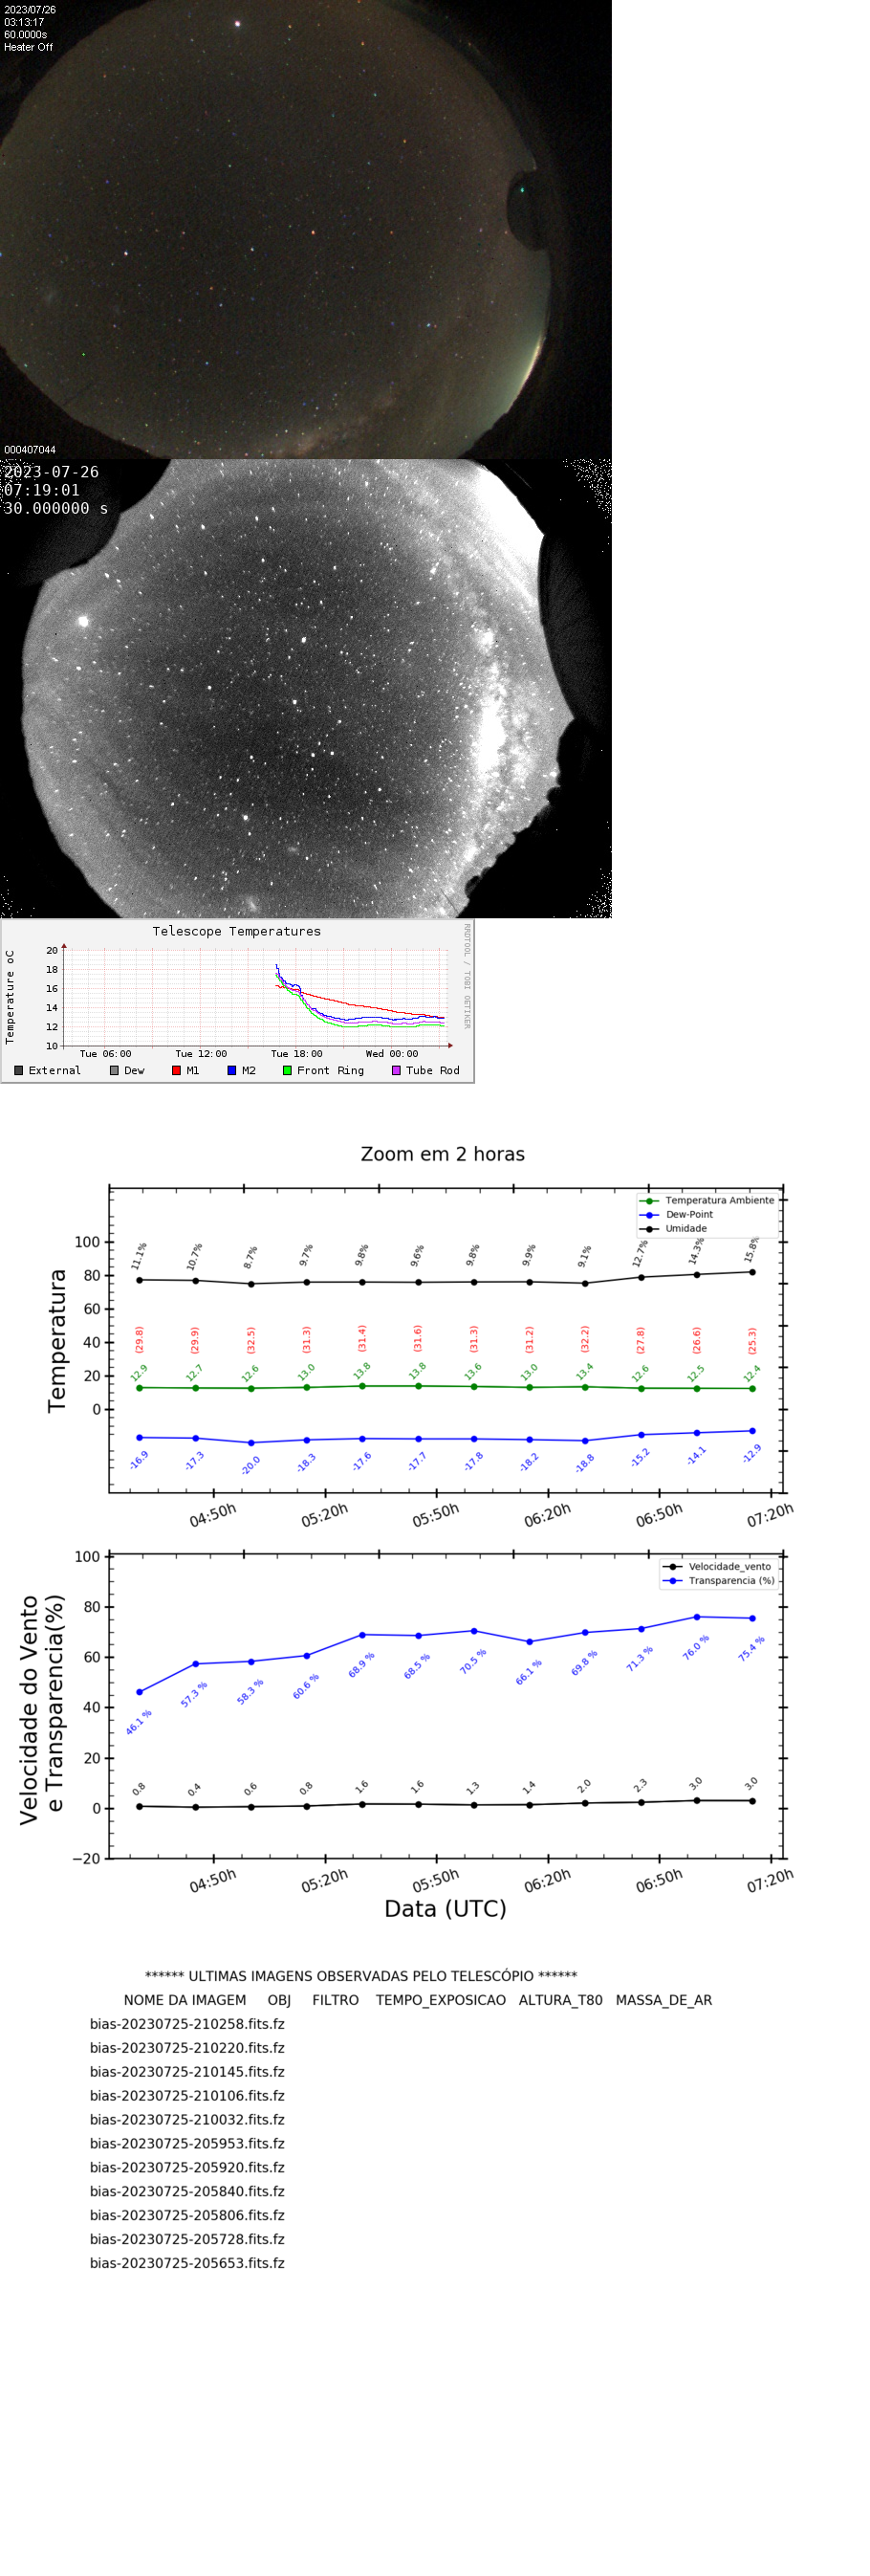 2023/07/26
03:13:17
60.0000s
Heater Off
000407044
2023-07-26
07:19:01
30.000000 s
Telescope Temperatures
Temperature oC
RRDTOOL / TOBI OETIKER
20
18
16
14
12
10
Tue 06:00 Tue 12:00 Tue 18:00 Wed 00:00
External Dew M1 M2 Front Ring Tube Rod
Zoom em 2 horas
Temperatura
Temperatura Ambiente
Dew-Point
Umidade
100
80
60
40
20
0
11.1% 10.7% 8.7% 9.7% 9.8% 9.6% 9.8% 9.9% 9.1% 12.7% 14.3% 15.8%
(29.8) (29.9) (32.5) (31.3) (31.4) (31.6) (31.3) (31.2) (32.2) (27.8) (26.6) (25.3)
12.9 12.7 12.6 13.0 13.8 13.8 13.6 13.0 13.4 12.6 12.5 12.4
-16.9 -17.3 -20.0 -18.3 -17.6 -17.7 -17.8 -18.2 -18.8 -15.2 -14.1 -12.9
04:50h 05:20h 05:50h 06:20h 06:50h 07:20h
Velocidade do Vento
e Transparencia(%)
Velocidade_vento
Transparencia (%)
100
80
60
40
20
0
−20
46.1 % 57.3 % 58.3 % 60.6 % 68.9 % 68.5 % 70.5 % 66.1 % 69.8 % 71.3 % 76.0 % 75.4 %
0.8 0.4 0.6 0.8 1.6 1.6 1.3 1.4 2.0 2.3 3.0 3.0
04:50h 05:20h 05:50h 06:20h 06:50h 07:20h
Data (UTC)
****** ULTIMAS IMAGENS OBSERVADAS PELO TELESCÓPIO ******
NOME DA IMAGEM OBJ FILTRO TEMPO_EXPOSICAO ALTURA_T80 MASSA_DE_AR
bias-20230725-210258.fits.fz
bias-20230725-210220.fits.fz
bias-20230725-210145.fits.fz
bias-20230725-210106.fits.fz
bias-20230725-210032.fits.fz
bias-20230725-205953.fits.fz
bias-20230725-205920.fits.fz
bias-20230725-205840.fits.fz
bias-20230725-205806.fits.fz
bias-20230725-205728.fits.fz
bias-20230725-205653.fits.fz